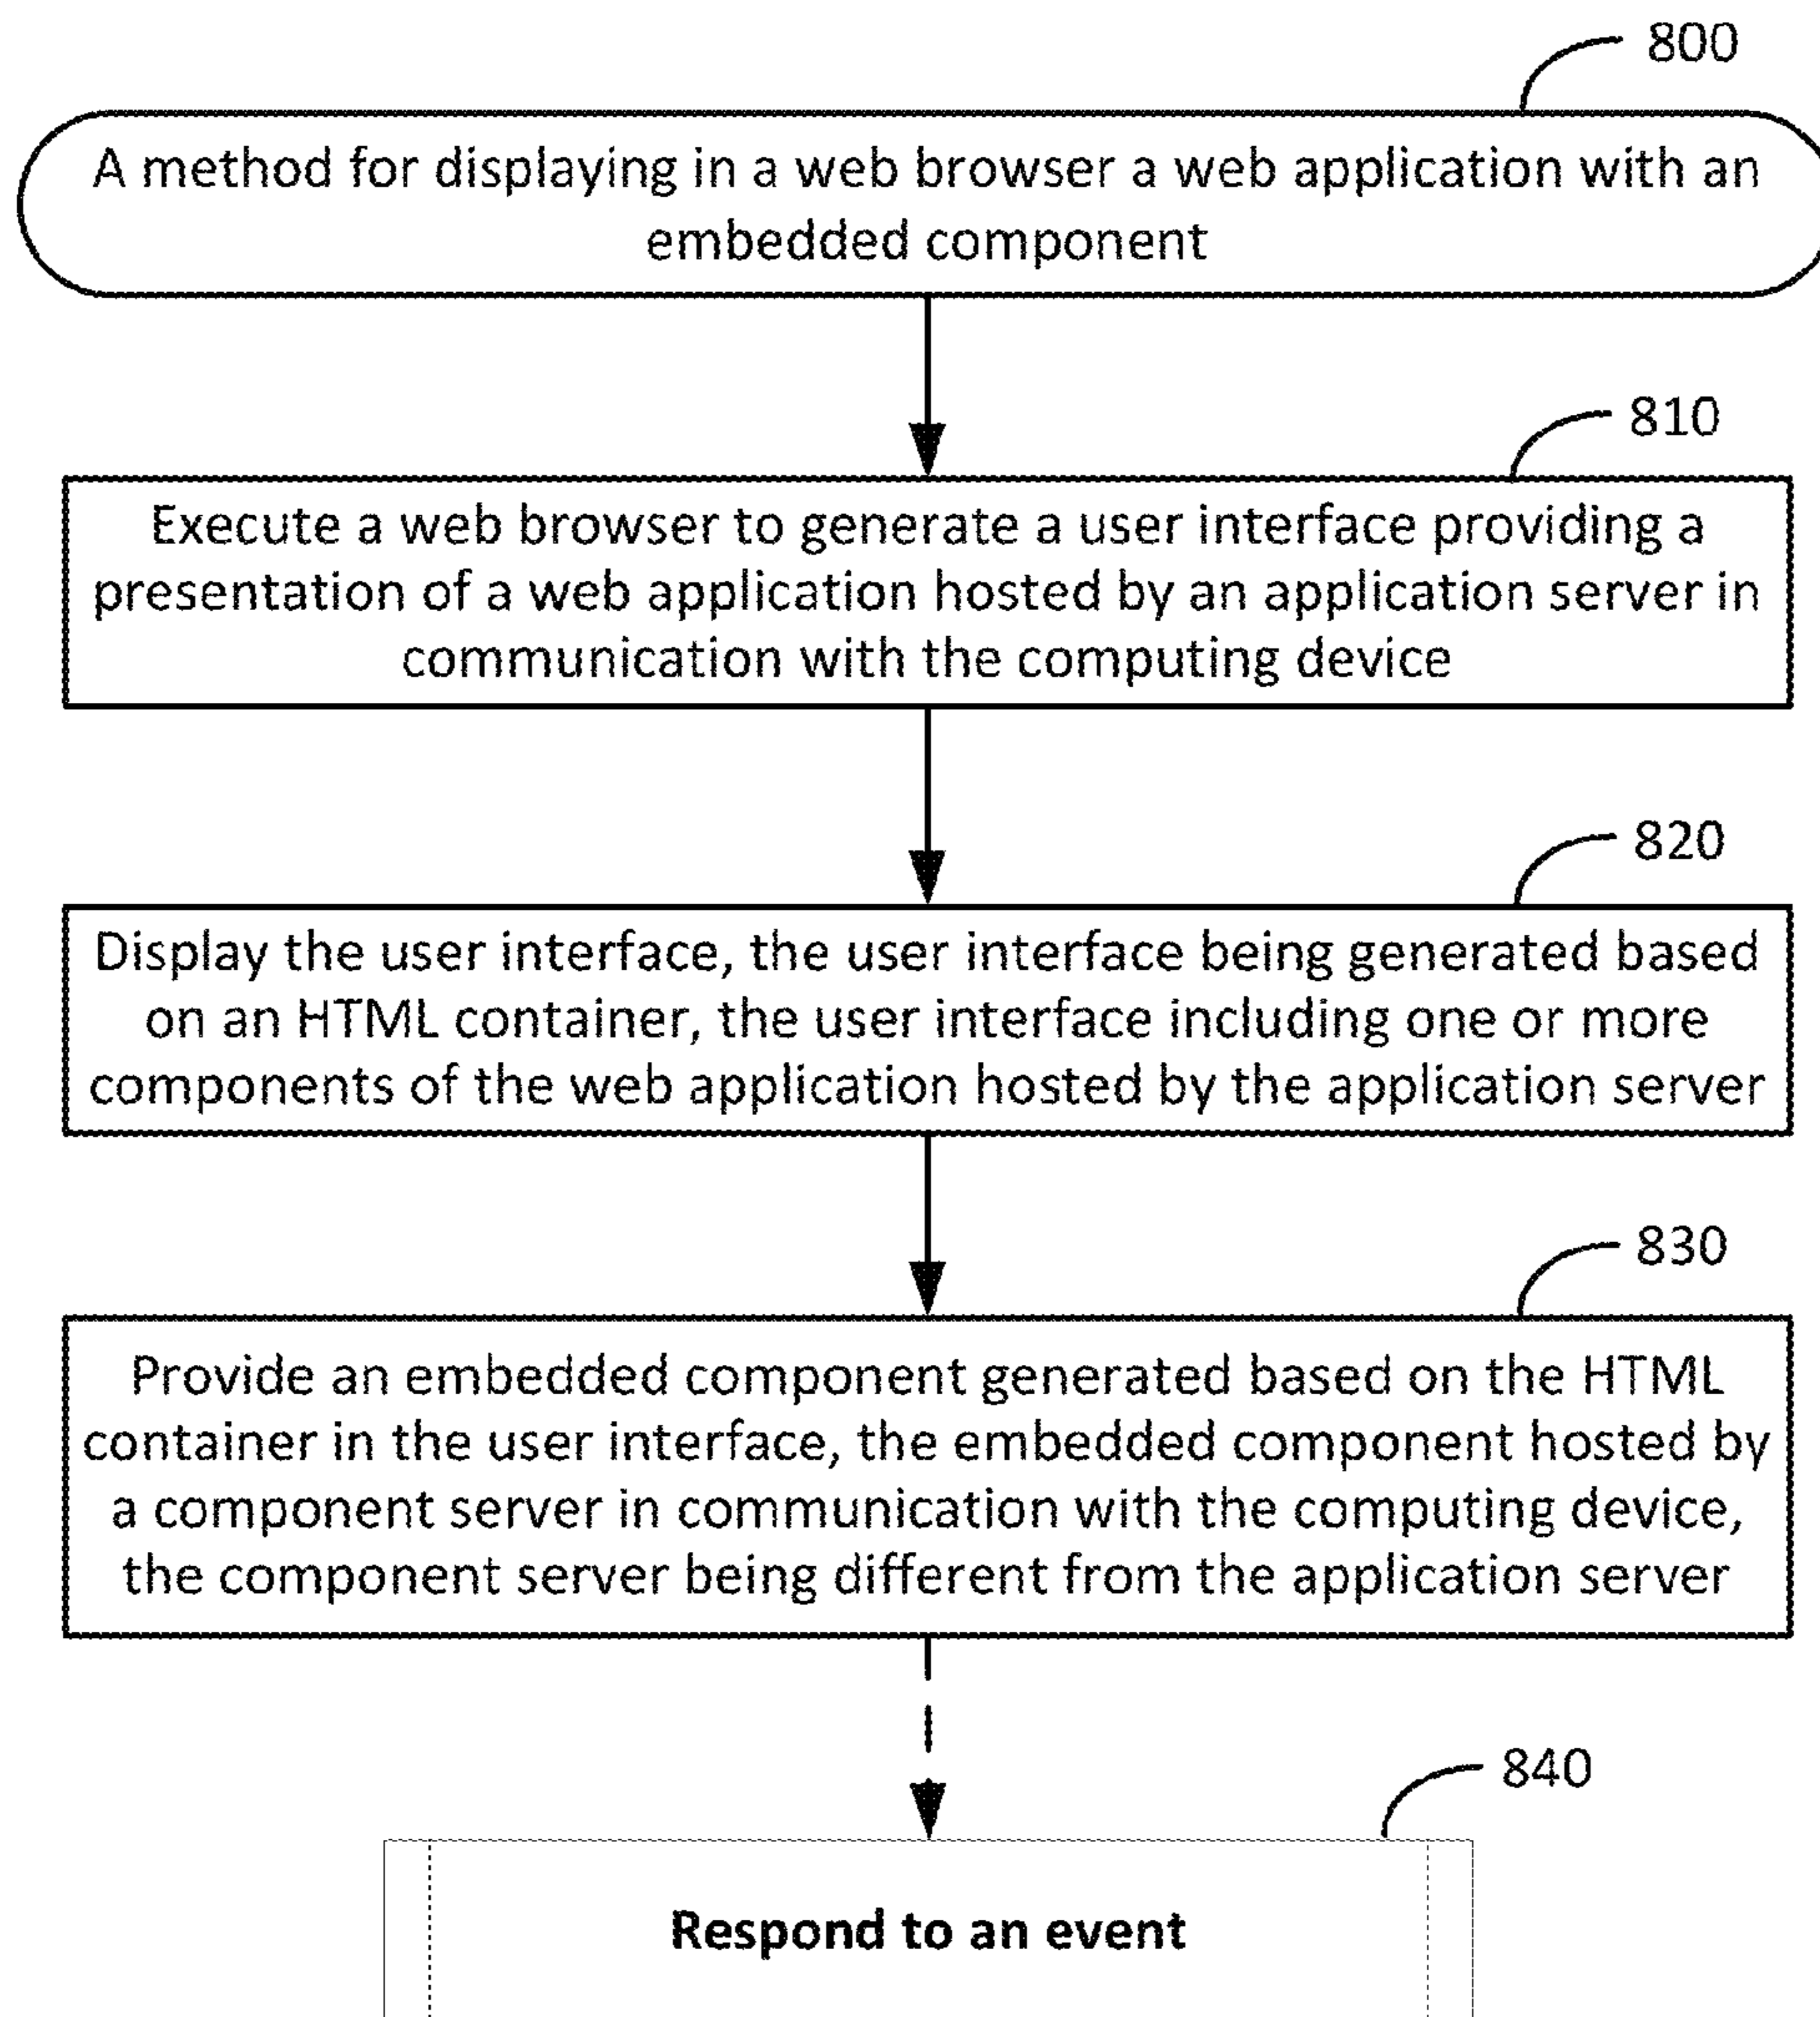 800
A method for displaying in a web browser a web application with an
embedded component
810
Execute a web browser to generate a user interface providing a
presentation of a web application hosted by an application server in
communication with the computing device
820
Display the user interface, the user interface being generated based
on an HTML container, the user interface including one or more
components of the web application hosted by the application server
830
Provide an embedded component generated based on the HTML
container in the user interface, the embedded component hosted by
a component server in communication with the computing device,
the component server being different from the application server
840
Respond to an event